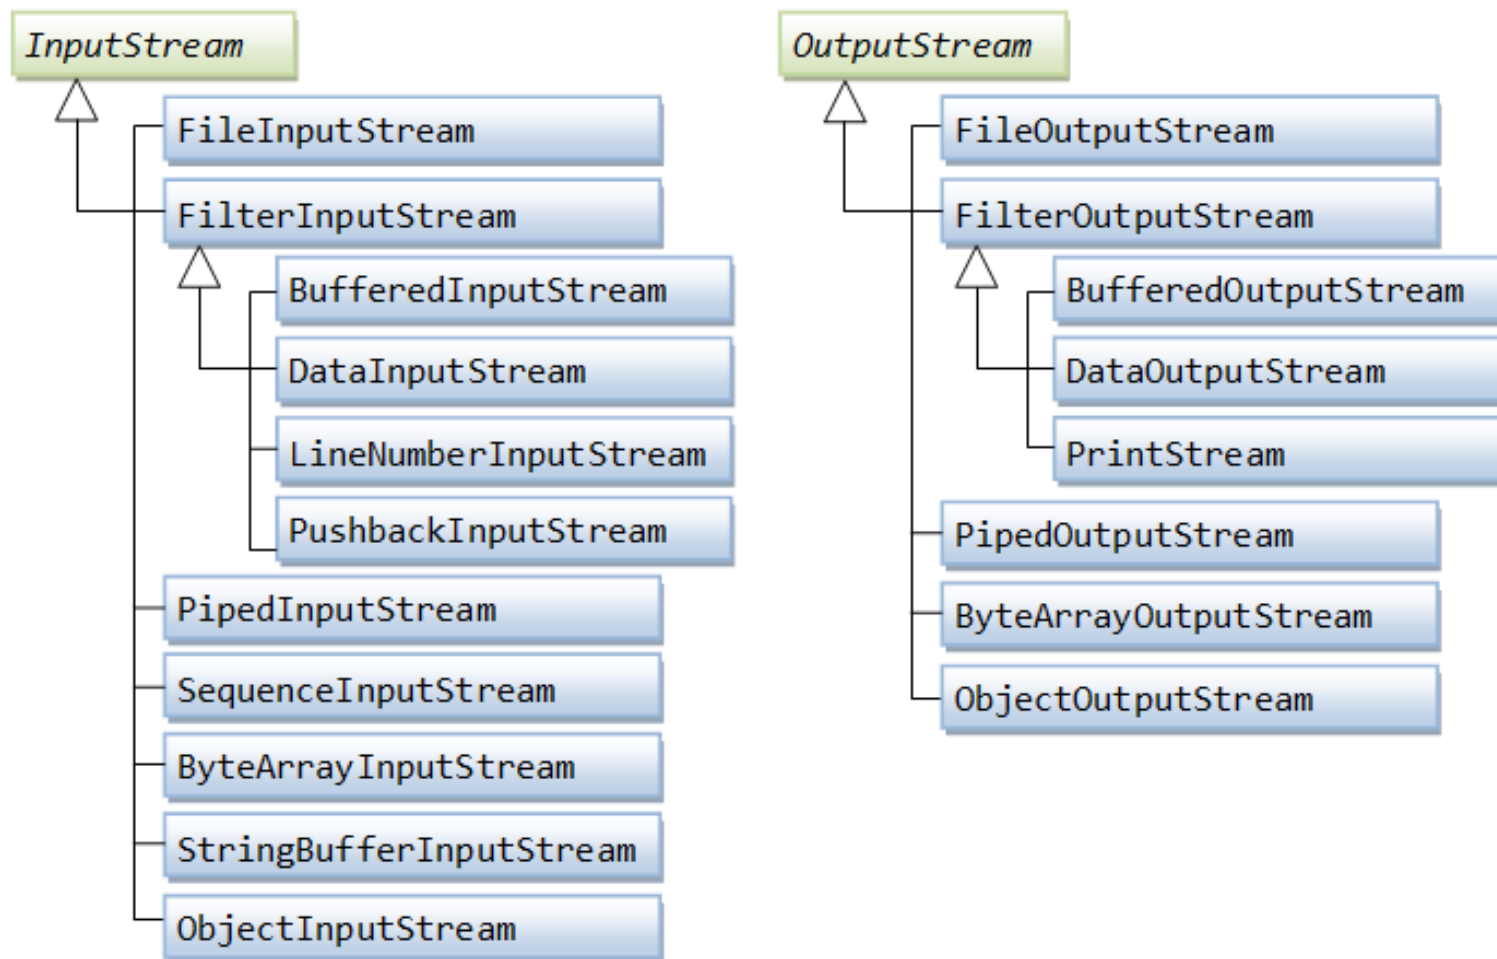 InputStream
FileInputStream
FilterInputStream
BufferedInputStream
DataInputStream
LineNumberInputStream
PushbackInputStream
PipedInputStream
SequenceInputStream
ByteArrayInputStream
StringBufferInputStream
ObjectInputStream
OutputStream
FileOutputStream
FilterOutputStream
BufferedOutputStream
DataOutputStream
PrintStream
PipedOutputStream
ByteArrayOutputStream
ObjectOutputStream